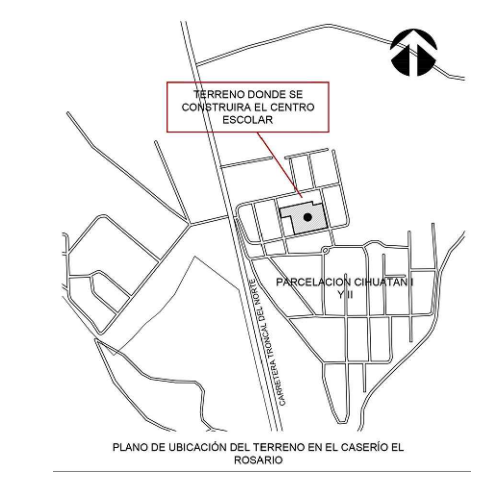 TERRENO DONDE SE
CONSTRUIRA EL CENTRO
ESCOLAR
PARCELACION CIHUATAN I
Y II
CARRETERA TRONCAL DEL NORTE
PLANO DE UBICACIÓN DEL TERRENO EN EL CASERÍO EL
ROSARIO